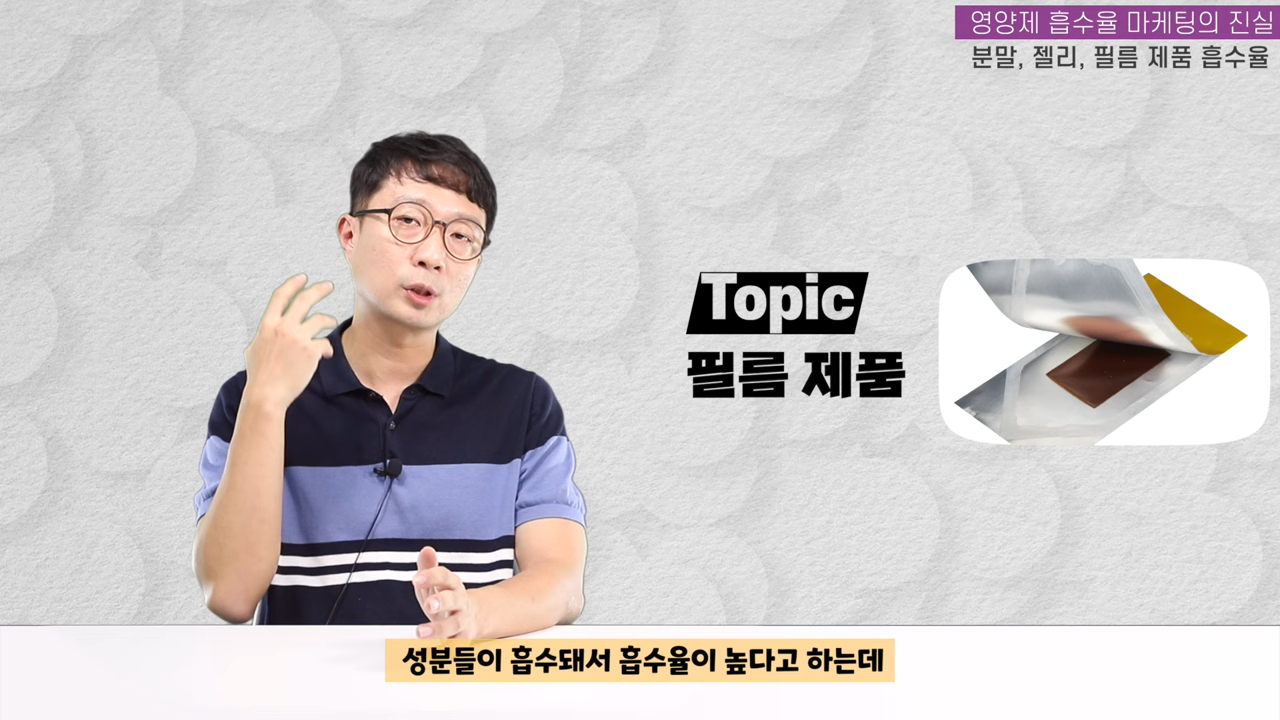 영양제 흡수율 마케팅의 진실
분말, 젤리, 필름 제품 흡수율
Topic
필름 제품
성분들이 흡수돼서 흡수율이 높다고 하는데